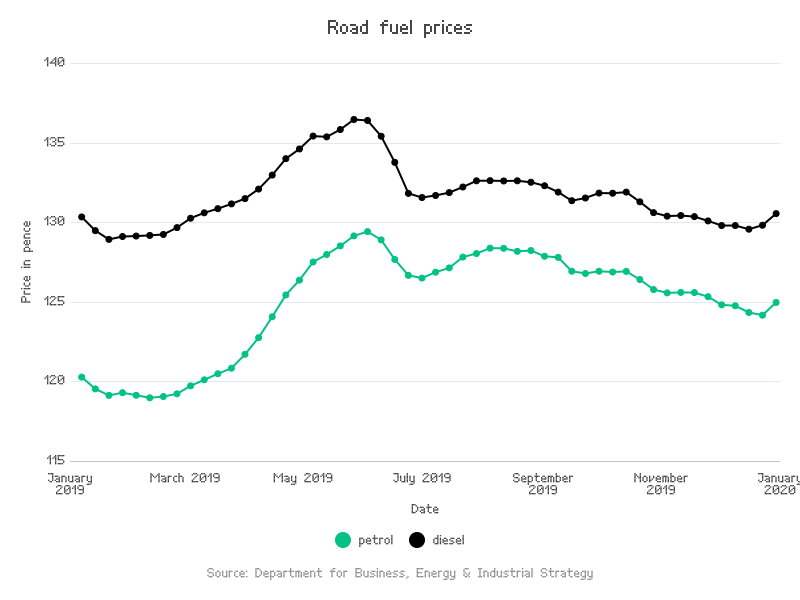 Road fuel prices
140
135
130
125
120
115
Price in pence
January 2019
March 2019
May 2019
July 2019
September 2019
November 2019
January 2020
Date
petrol
diesel
Source: Department for Business, Energy & Industrial Strategy